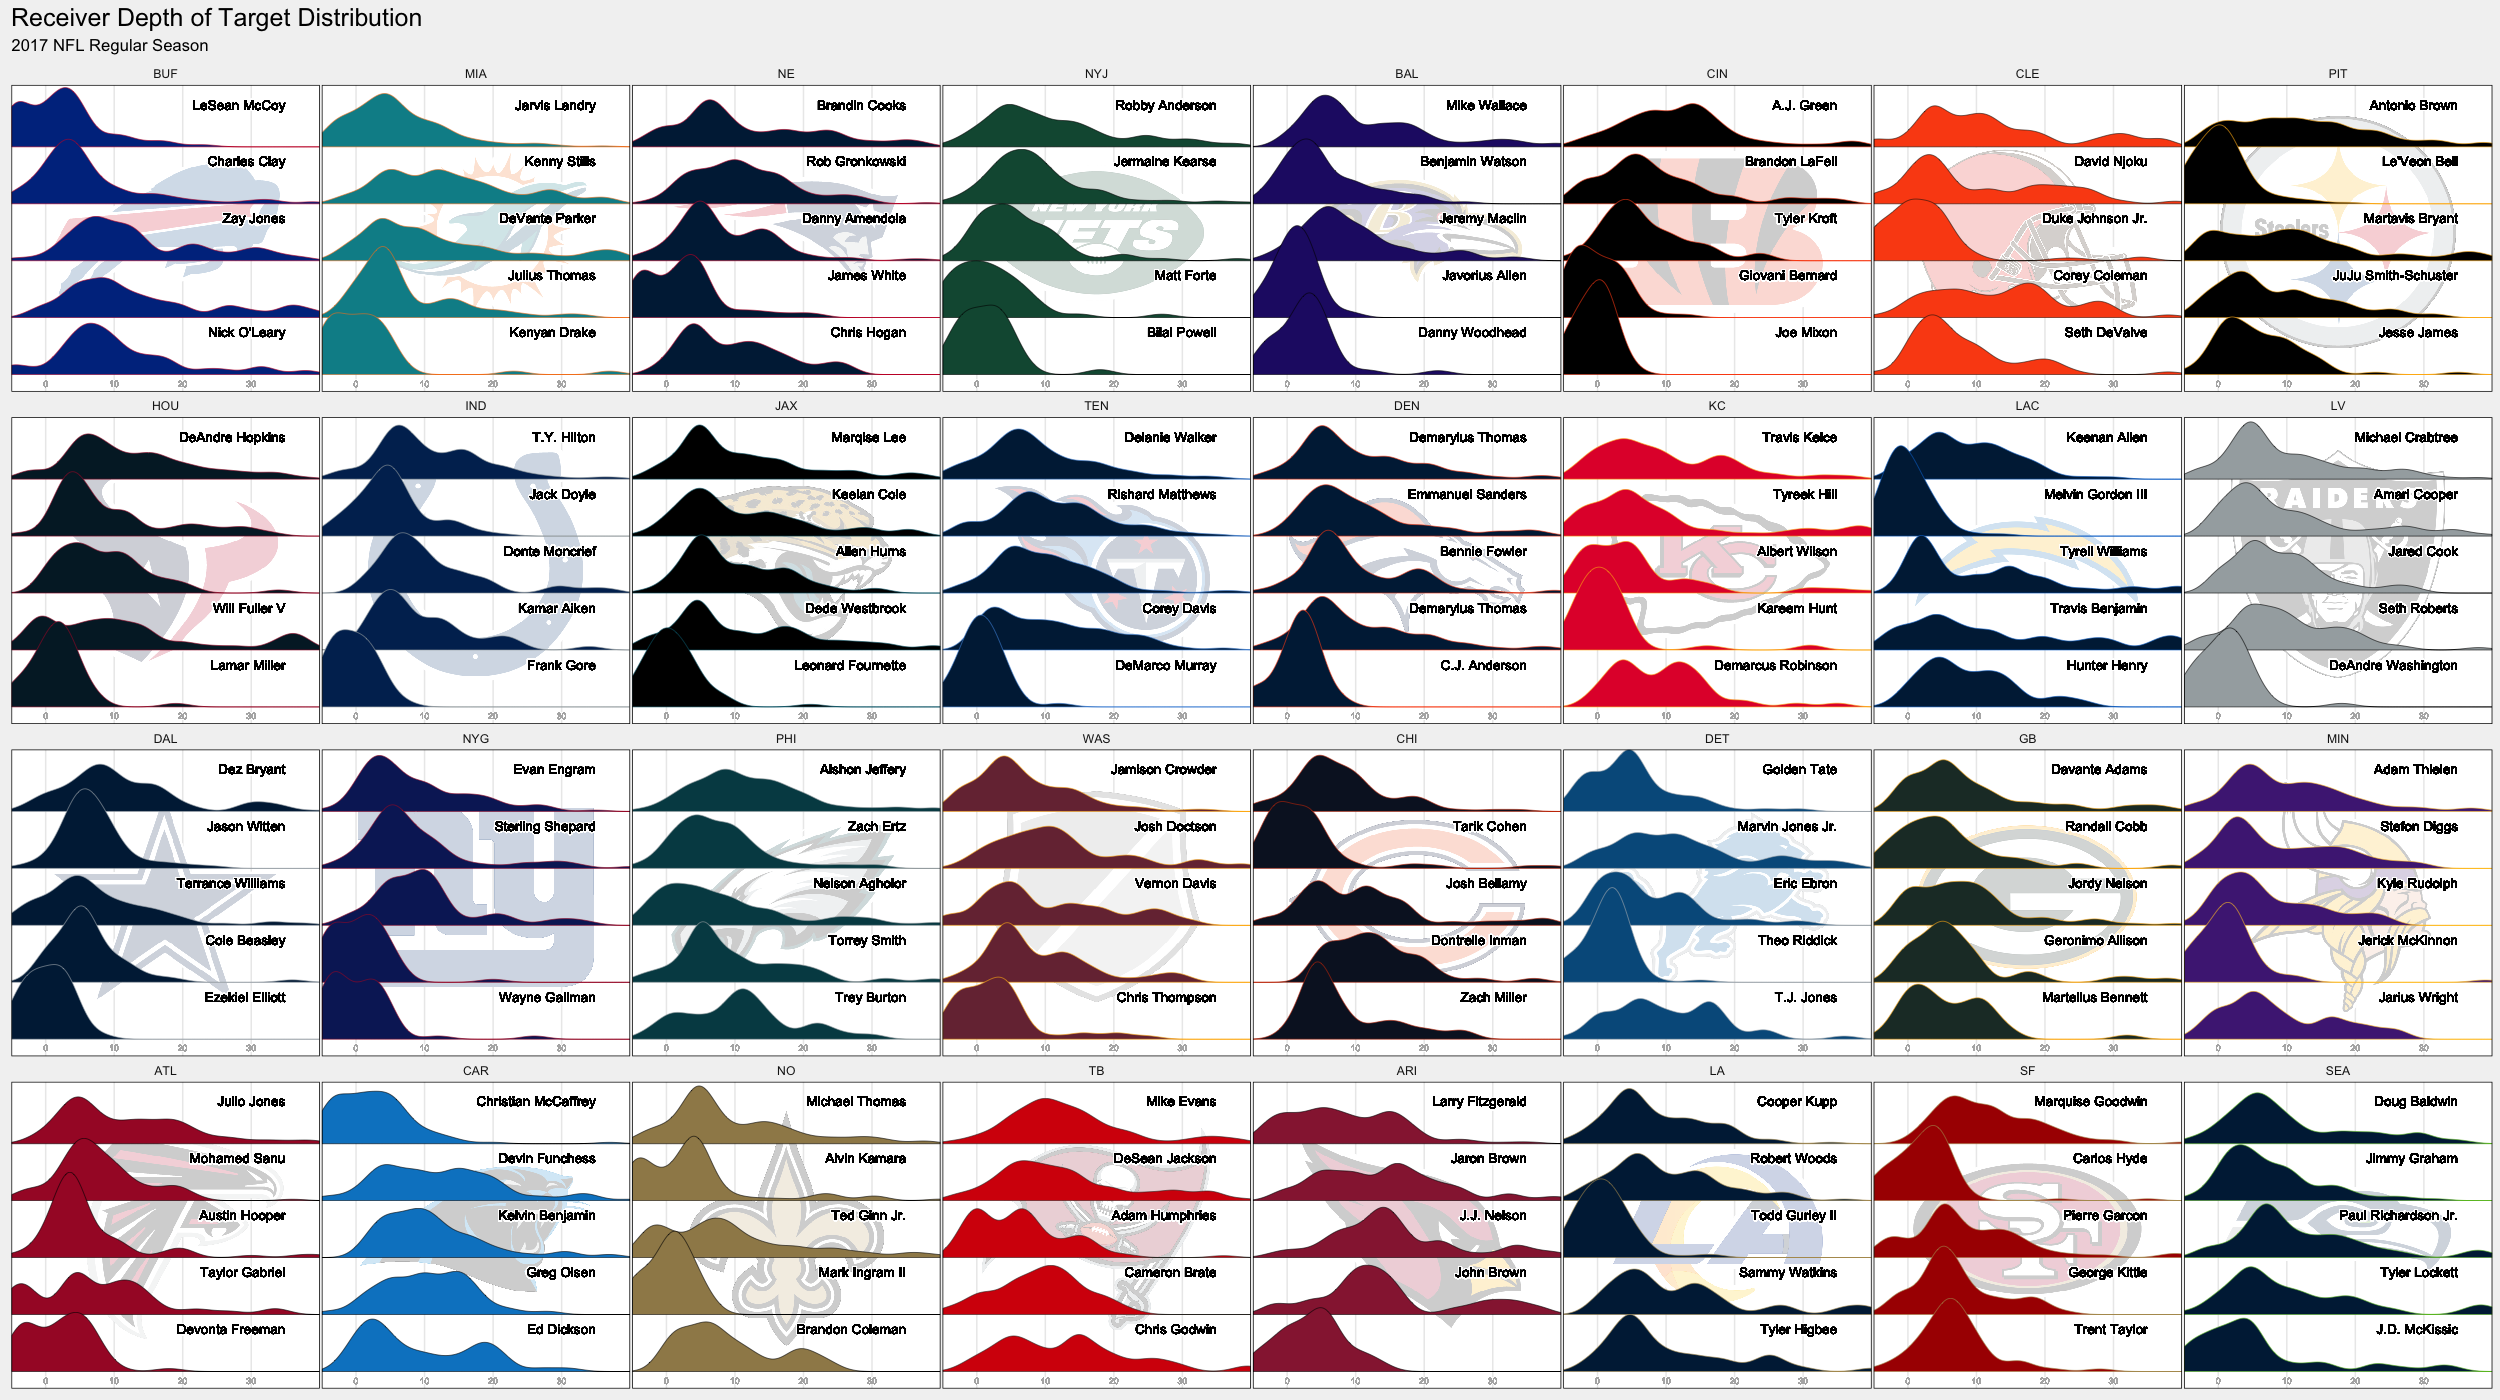 Receiver Depth of Target Distribution
2017 NFL Regular Season
BUF MIA NE NYJ BAL CIN CLE PIT
LeSean McCoy Jarvis Landry Brandin Cooks Robby Anderson Mike Wallace A.J. Green Antonio Brown
Charles Clay Kenny Stills Rob Gronkowski Jermaine Kearse Benjamin Watson Brandon LaFell David Njoku Le'Veon Bell
NEW YORK
Zay Jones DeVante Parker Danny Amendola Jeremy Maclin Tyler Kroft Duke Johnson Jr. Martavis Bryant
JETS B Steelers
Julius Thomas James White Matt Forte Javorius Allen Giovani Bernard Corey Coleman JuJu Smith-Schuster
Nick O'Leary Kenyan Drake Chris Hogan Bilal Powell Danny Woodhead Joe Mixon Seth DeValve Jesse James
0 10 20 30 0 10 20 30 0 10 20 30 0 10 20 30 0 10 20 30 0 10 20 30 0 10 20 30 0 10 20 30
HOU IND JAX TEN DEN KC LAC LV
DeAndre Hopkins T.Y. Hilton Marqise Lee Delanie Walker Demaryius Thomas Travis Kelce Keenan Allen Michael Crabtree
Jack Doyle Keelan Cole Rishard Matthews Emmanuel Sanders Tyreek Hill Melvin Gordon III Amari Cooper
RAIDERS
Donte Moncrief Allen Hurns Bennie Fowler Albert Wilson Tyrell Williams Jared Cook
T KC
Will Fuller V Kamar Aiken Dede Westbrook Corey Davis Demaryius Thomas Kareem Hunt Travis Benjamin Seth Roberts
Lamar Miller Frank Gore Leonard Fournette DeMarco Murray C.J. Anderson Demarcus Robinson Hunter Henry DeAndre Washington
0 10 20 30 0 10 20 30 0 10 20 30 0 10 20 30 0 10 20 30 0 10 20 30 0 10 20 30 0 10 20 30
DAL NYG PHI WAS CHI DET GB MIN
Dez Bryant Evan Engram Alshon Jeffery Jamison Crowder Golden Tate Davante Adams Adam Thielen
Jason Witten Sterling Shepard Zach Ertz Josh Doctson Tarik Cohen Marvin Jones Jr. Randall Cobb Stefon Diggs
ny C G
Terrance Williams Nelson Agholor Vernon Davis Josh Bellamy Eric Ebron Jordy Nelson Kyle Rudolph
Cole Beasley Torrey Smith Dontrelle Inman Theo Riddick Geronimo Allison Jerick McKinnon
Ezekiel Elliott Wayne Gallman Trey Burton Chris Thompson Zach Miller T.J. Jones Martellus Bennett Jarius Wright
0 10 20 30 0 10 20 30 0 10 20 30 0 10 20 30 0 10 20 30 0 10 20 30 0 10 20 30 0 10 20 30
ATL CAR NO TB ARI LA SF SEA
Julio Jones Christian McCaffrey Michael Thomas Mike Evans Larry Fitzgerald Cooper Kupp Marquise Goodwin Doug Baldwin
Mohamed Sanu Devin Funchess Alvin Kamara DeSean Jackson Jaron Brown Robert Woods Carlos Hyde Jimmy Graham
Austin Hooper Kelvin Benjamin Ted Ginn Jr. Adam Humphries J.J. Nelson Todd Gurley II Pierre Garcon Paul Richardson Jr.
LA SF
Taylor Gabriel Greg Olsen Mark Ingram II Cameron Brate John Brown Sammy Watkins George Kittle Tyler Lockett
Devonta Freeman Ed Dickson Brandon Coleman Chris Godwin Tyler Higbee Trent Taylor J.D. McKissic
0 10 20 30 0 10 20 30 0 10 20 30 0 10 20 30 0 10 20 30 0 10 20 30 0 10 20 30 0 10 20 30